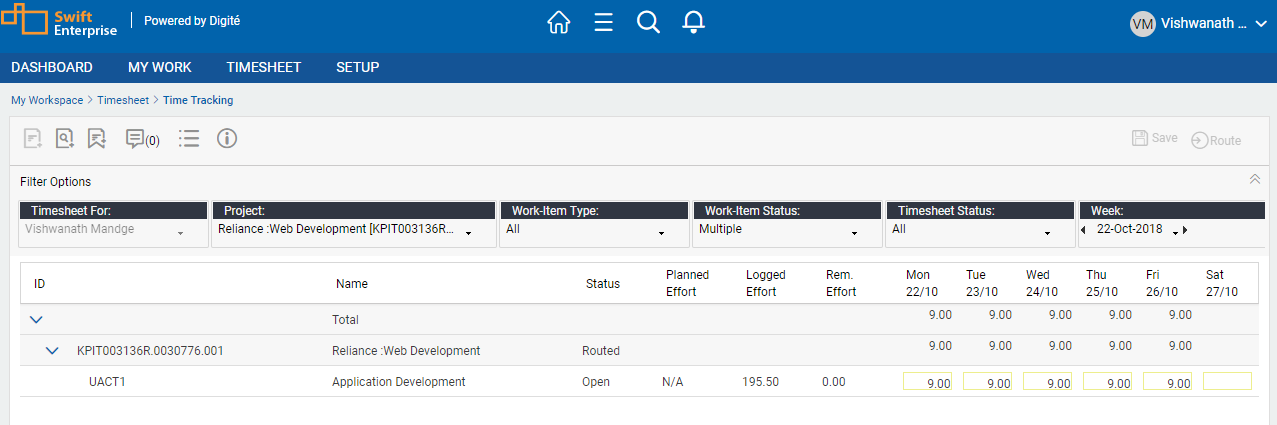 Swift Enterprise Powered by Digité VM Vishwanath ...
DASHBOARD MY WORK TIMESHEET SETUP
My Workspace > Timesheet > Time Tracking
(0) Save Route
Filter Options
Timesheet For: Project: Work-Item Type: Work-Item Status: Timesheet Status: Week:
Vishwanath Mandge Reliance :Web Development [KPIT003136R... All Multiple All 22-Oct-2018
ID Name Status Planned Effort Logged Effort Rem. Effort Mon 22/10 Tue 23/10 Wed 24/10 Thu 25/10 Fri 26/10 Sat 27/10
Total 9.00 9.00 9.00 9.00 9.00
KPIT003136R.0030776.001 Reliance :Web Development Routed 9.00 9.00 9.00 9.00 9.00
UACT1 Application Development Open N/A 195.50 0.00 9.00 9.00 9.00 9.00 9.00